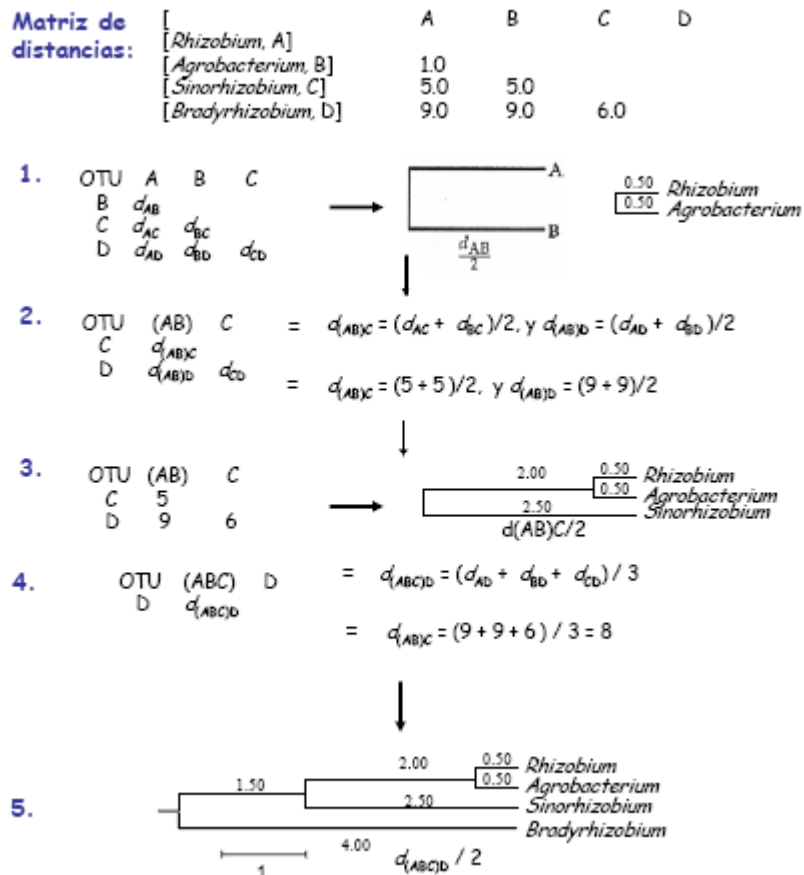 Matriz de distancias:
[ A B C D
[Rhizobium, A]
[Agrobacterium, B] 1.0
[Sinorhizobium, C] 5.0 5.0
[Bradyrhizobium, D] 9.0 9.0 6.0
1.
OTU A B C
B dAB
C dAC dBC
D dAD dBD dCD
A
B
dAB
2
0.50 Rhizobium
0.50 Agrobacterium
2.
OTU (AB) C = d(AB)C = (dAC + dBC)/2, y d(AB)D = (dAD + dBD)/2
C d(AB)C
D d(AB)D dCD
= d(AB)C = (5 + 5)/2, y d(AB)D = (9 + 9)/2
3.
OTU (AB) C
C 5
D 9 6
2.00 0.50 Rhizobium
0.50 Agrobacterium
2.50 Sinorhizobium
d(AB)C/2
4.
OTU (ABC) D = d(ABC)D = (dAD + dBD + dCD) / 3
D d(ABC)D
= d(AB)C = (9 + 9 + 6) / 3 = 8
5.
1.50 2.00 0.50 Rhizobium
0.50 Agrobacterium
2.50 Sinorhizobium
Bradyrhizobium
4.00 d(ABC)D / 2
1